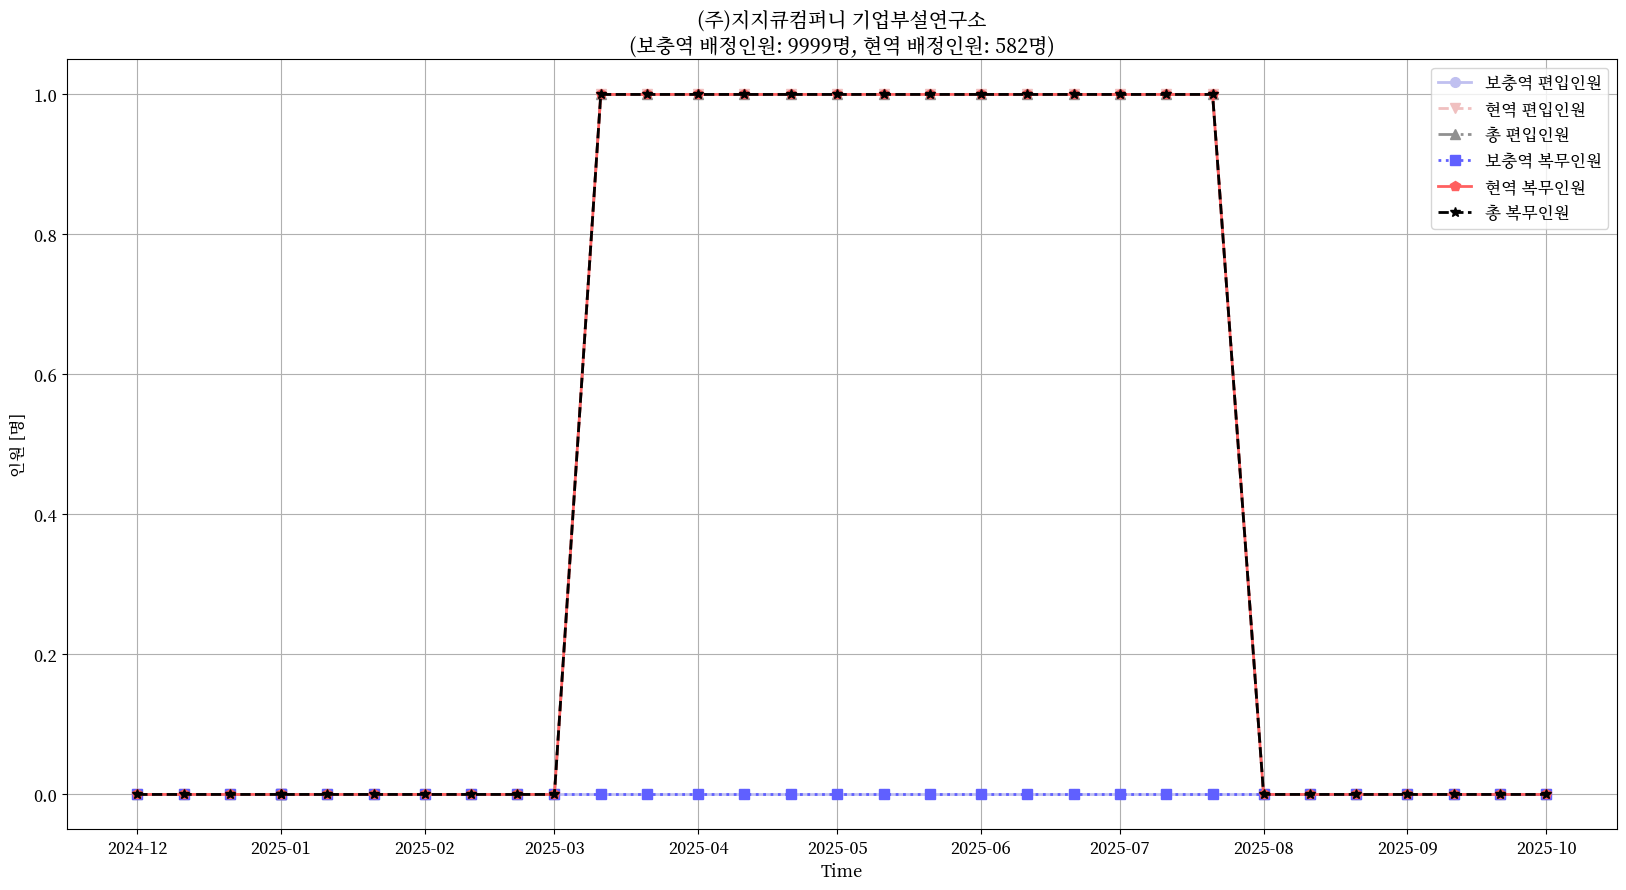 (주)지지큐컴퍼니 기업부설연구소
(보충역 배정인원: 9999명, 현역 배정인원: 582명)
보충역 편입인원
현역 편입인원
총 편입인원
보충역 복무인원
현역 복무인원
총 복무인원
인원 [명]
1.0
0.8
0.6
0.4
0.2
0.0
2024-12 2025-01 2025-02 2025-03 2025-04 2025-05 2025-06 2025-07 2025-08 2025-09 2025-10
Time